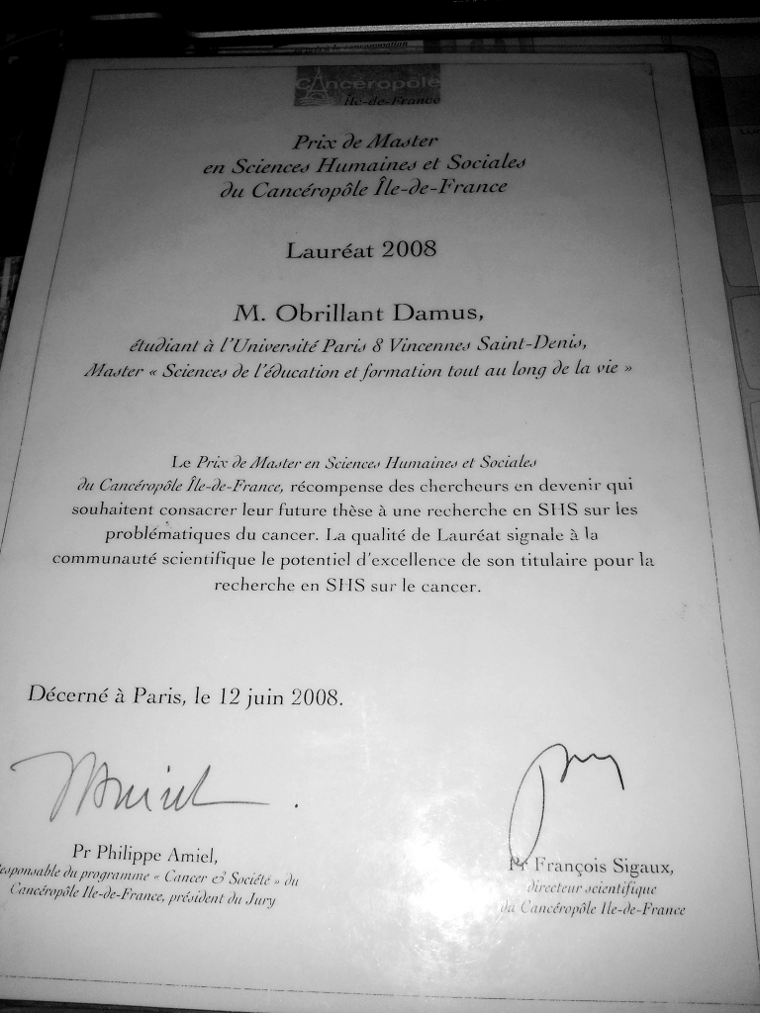 après à la consommation
Cancéropôle
Île-de-France
Prix de Master
en Sciences Humaines et Sociales
du Cancéropôle Île-de-France
Lauréat 2008
M. Obrillant Damus,
étudiant à l'Université Paris 8 Vincennes Saint-Denis,
Master « Sciences de l'éducation et formation tout au long de la vie »
Le Prix de Master en Sciences Humaines et Sociales
du Cancéropôle Île-de-France, récompense des chercheurs en devenir qui
souhaitent consacrer leur future thèse à une recherche en SHS sur les
problématiques du cancer. La qualité de Lauréat signale à la
communauté scientifique le potentiel d'excellence de son titulaire pour la
recherche en SHS sur le cancer.
Décerné à Paris, le 12 juin 2008.
Pr Philippe Amiel,
esponsable du programme « Cancer & Société » du
Cancéropôle Ile-de-France, président du Jury
Pr François Sigaux,
directeur scientifique
du Cancéropôle Ile-de-France